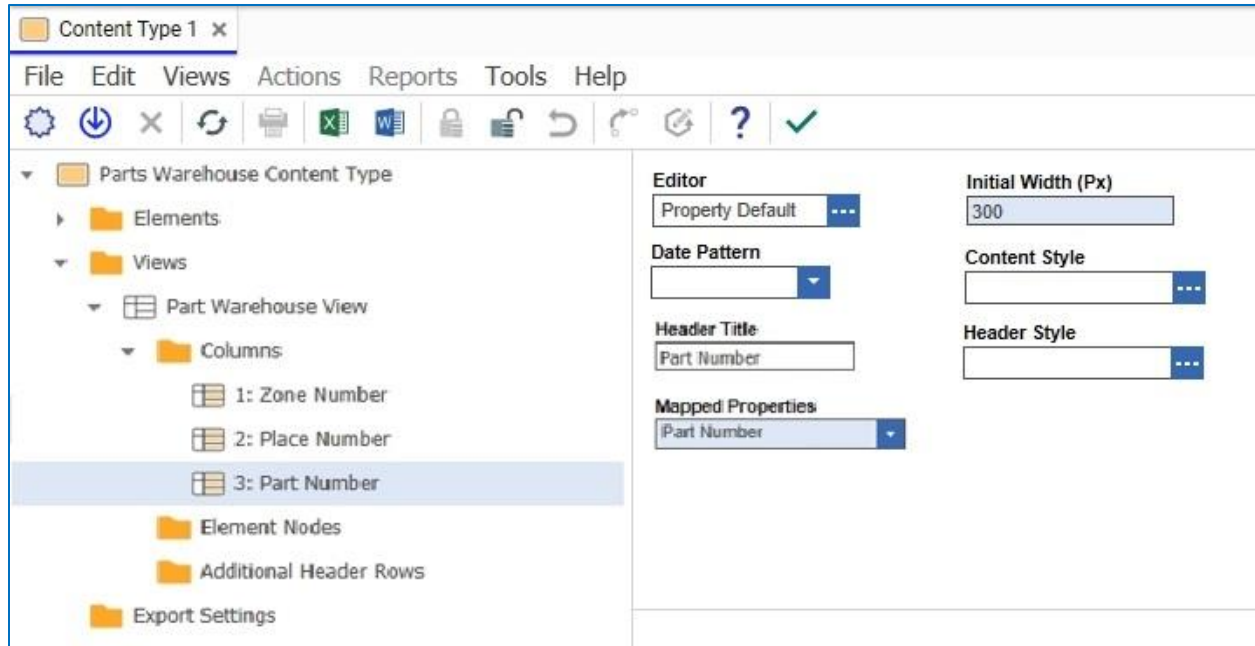 Content Type 1
File Edit Views Actions Reports Tools Help
Parts Warehouse Content Type
Elements
Views
Part Warehouse View
Columns
1: Zone Number
2: Place Number
3: Part Number
Element Nodes
Additional Header Rows
Export Settings
Editor
Property Default
Initial Width (Px)
300
Date Pattern
Content Style
Header Title
Part Number
Header Style
Mapped Properties
Part Number